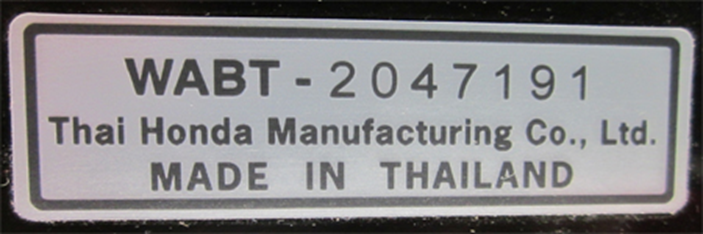 WABT - 2047191
Thai Honda Manufacturing Co., Ltd.
MADE IN THAILAND